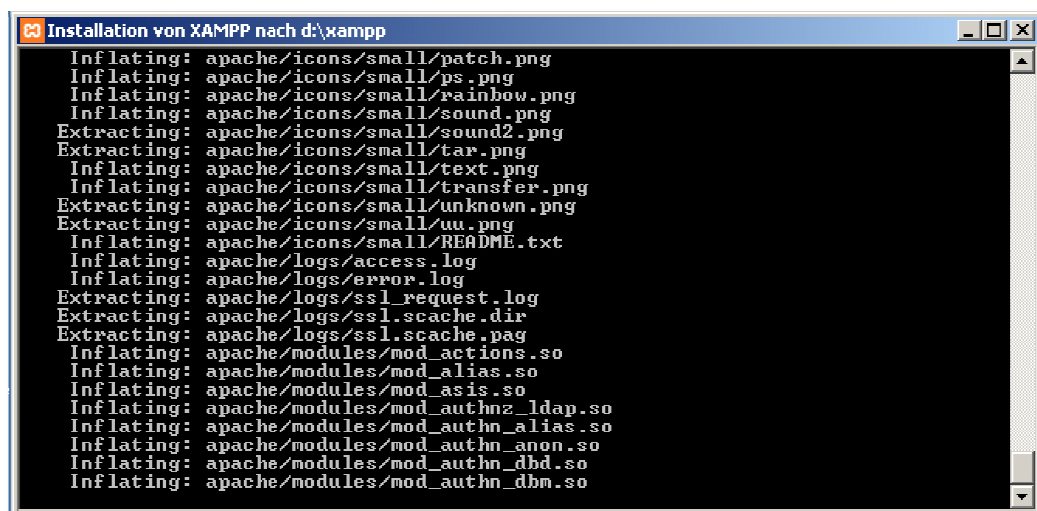 Installation von XAMPP nach d:\xampp
Inflating: apache/icons/small/patch.png
Inflating: apache/icons/small/ps.png
Inflating: apache/icons/small/rainbow.png
Inflating: apache/icons/small/sound.png
Extracting: apache/icons/small/sound2.png
Extracting: apache/icons/small/tar.png
Inflating: apache/icons/small/text.png
Inflating: apache/icons/small/transfer.png
Extracting: apache/icons/small/unknown.png
Extracting: apache/icons/small/uu.png
Inflating: apache/icons/small/README.txt
Inflating: apache/logs/access.log
Inflating: apache/logs/error.log
Extracting: apache/logs/ssl_request.log
Extracting: apache/logs/ssl.scache.dir
Extracting: apache/logs/ssl.scache.pag
Inflating: apache/modules/mod_actions.so
Inflating: apache/modules/mod_alias.so
Inflating: apache/modules/mod_asis.so
Inflating: apache/modules/mod_authnz_ldap.so
Inflating: apache/modules/mod_authn_alias.so
Inflating: apache/modules/mod_authn_anon.so
Inflating: apache/modules/mod_authn_dbd.so
Inflating: apache/modules/mod_authn_dbm.so